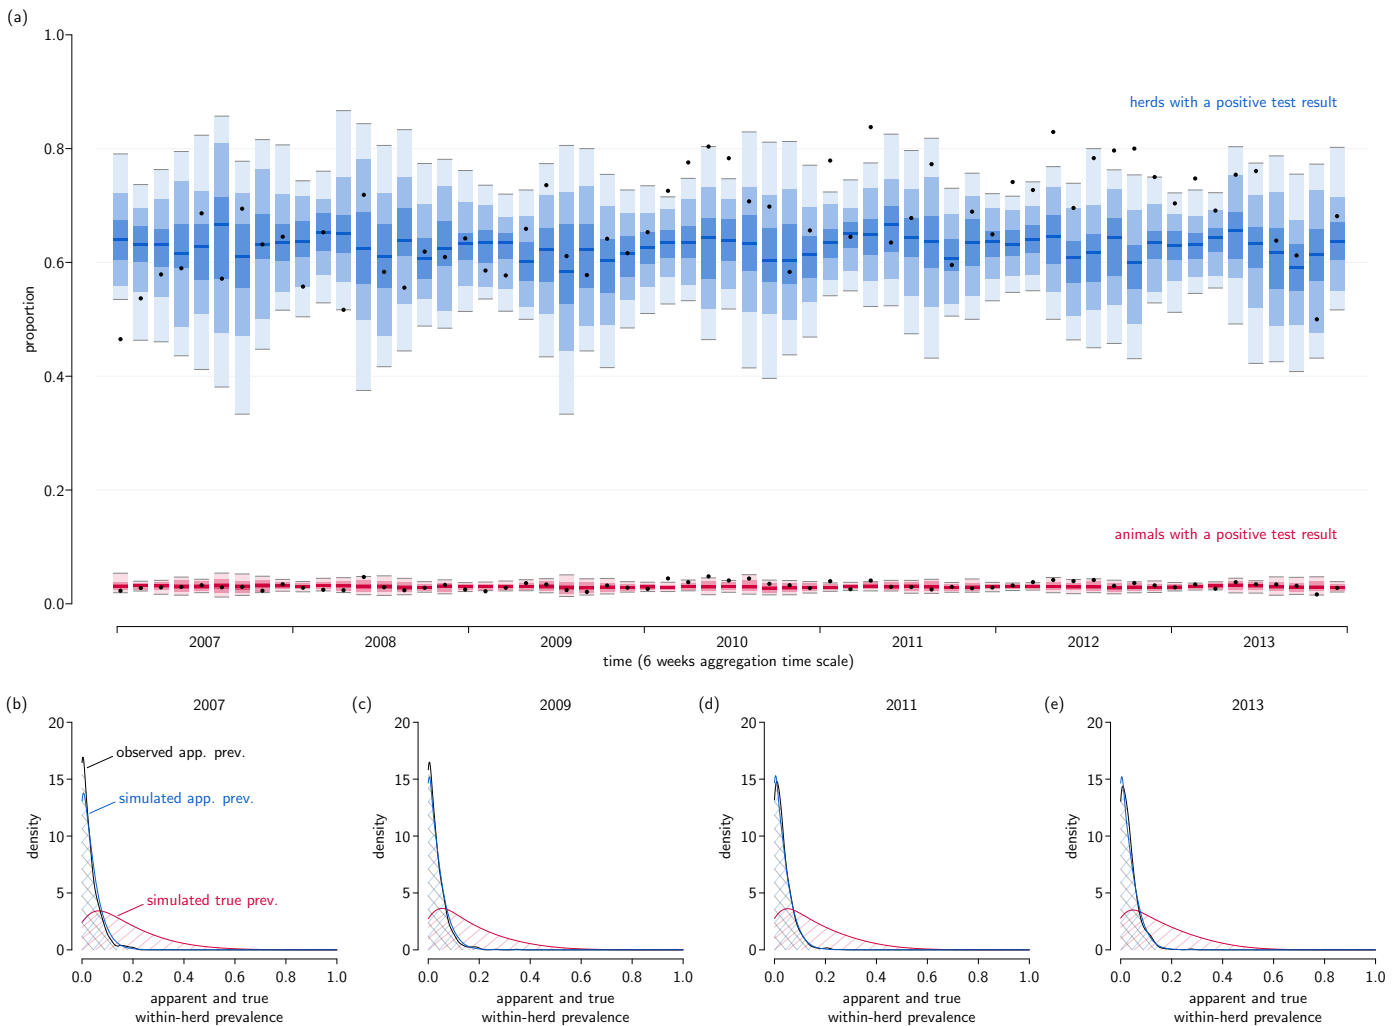 (a)
1.0
herds with a positive test result
0.8
0.6
proportion
0.4
0.2
animals with a positive test result
0.0
2007 2008 2009 2010 2011 2012 2013
time (6 weeks aggregation time scale)
(b) 2007
20
observed app. prev.
15
simulated app. prev.
10
density
5
simulated true prev.
0
0.0 0.2 0.4 0.6 0.8 1.0
apparent and true
within-herd prevalence
(c) 2009
20
15
10
density
5
0
0.0 0.2 0.4 0.6 0.8 1.0
apparent and true
within-herd prevalence
(d) 2011
20
15
10
density
5
0
0.0 0.2 0.4 0.6 0.8 1.0
apparent and true
within-herd prevalence
(e) 2013
20
15
10
density
5
0
0.0 0.2 0.4 0.6 0.8 1.0
apparent and true
within-herd prevalence